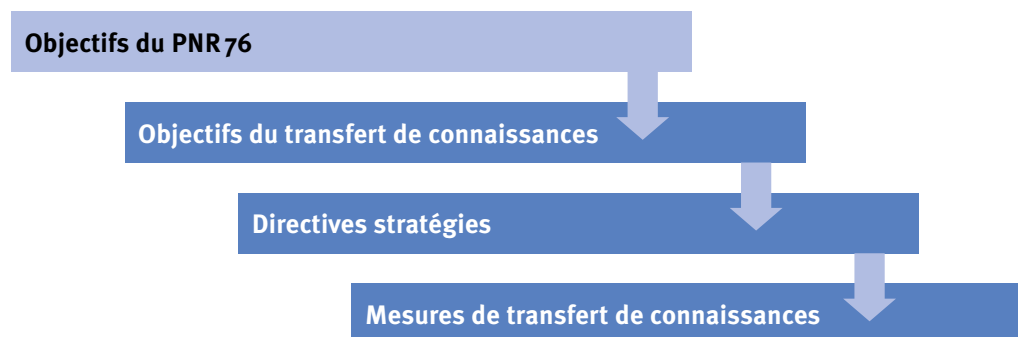 Objectifs du PNR 76
Objectifs du transfert de connaissances
Directives stratégies
Mesures de transfert de connaissances